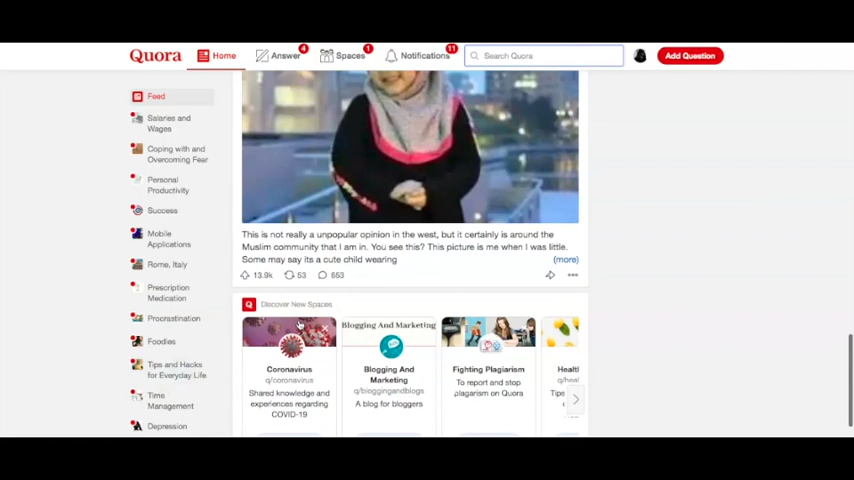 Quora
Home
Answer
4
Spaces
1
Notifications
11
Search Quora
Add Question
Feed
Salaries and
Wages
Coping with and
Overcoming Fear
Personal
Productivity
Success
Mobile
Applications
Rome, Italy
Prescription
Medication
Procrastination
Foodies
Tips and Hacks
for Everyday Life
Time
Management
Depression
This is not really a unpopular opinion in the west, but it certainly is around the
Muslim community that I am in. You see this? This picture is me when I was little.
Some may say its a cute child wearing
(more)
13.9k
53
653
Q
Discover New Spaces
Coronavirus
q/coronavirus
Shared knowledge and
experiences regarding
COVID-19
Blogging And Marketing
Blogging And
Marketing
q/bloggingandblogs
A blog for bloggers
Fighting Plagiarism
To report and stop
plagiarism on Quora
Healtl
q/heal
Tips